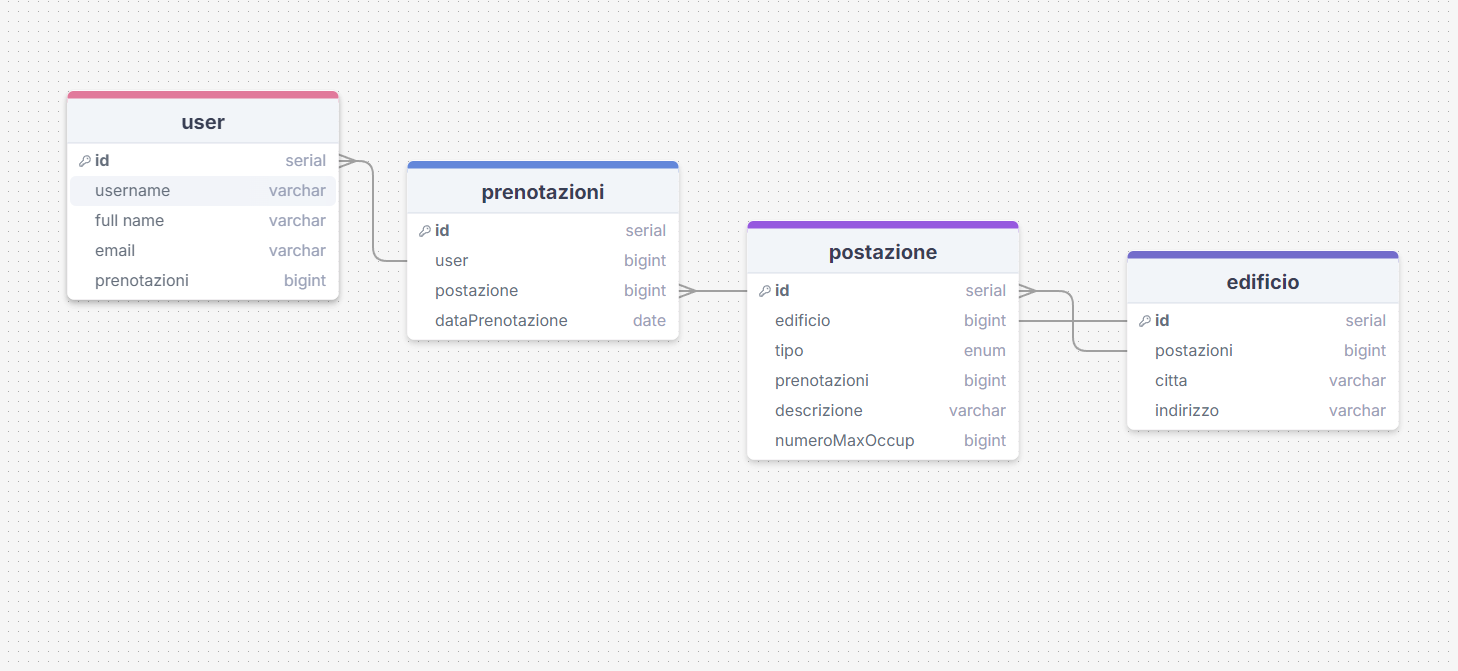 user
id serial
username varchar
full name varchar
email varchar
prenotazioni bigint
prenotazioni
id serial
user bigint
postazione bigint
dataPrenotazione date
postazione
id serial
edificio bigint
tipo enum
prenotazioni bigint
descrizione varchar
numeroMaxOccup bigint
edificio
id serial
postazioni bigint
citta varchar
indirizzo varchar